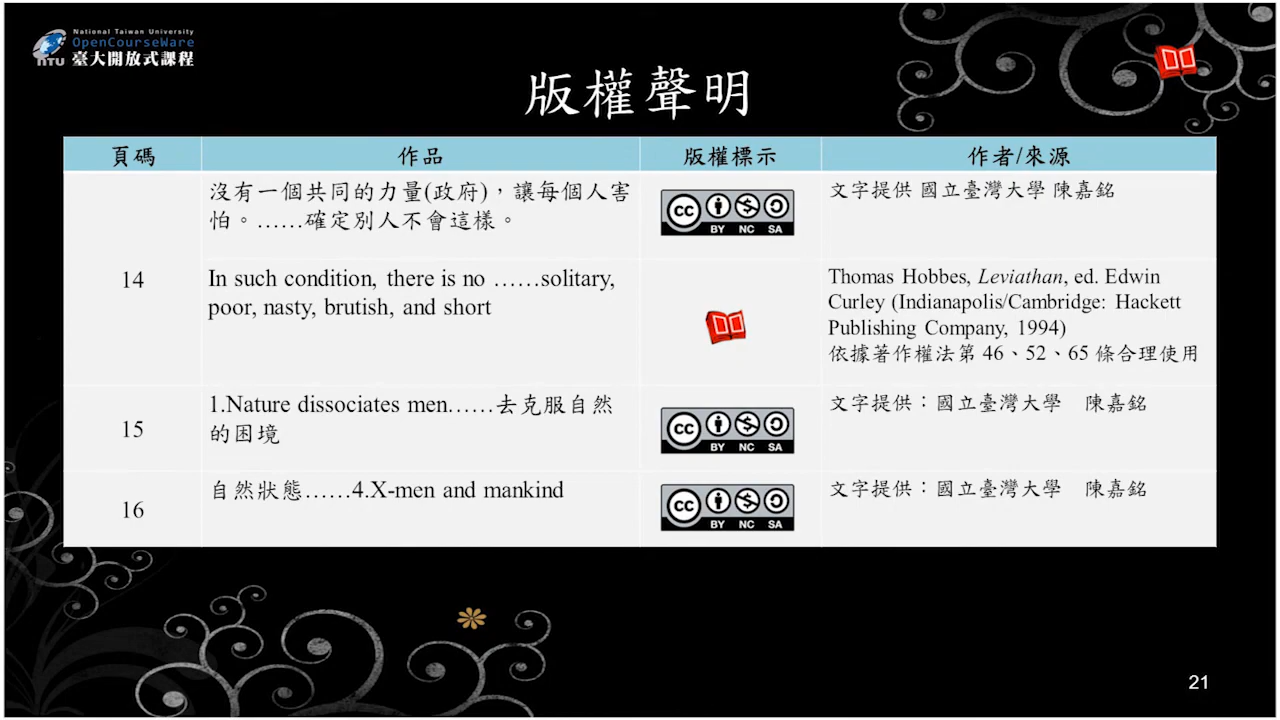 National Taiwan University
OpenCourseWare
NTU 臺大開放式課程
版權聲明
頁碼 作品 版權標示 作者/來源
沒有一個共同的力量(政府)，讓每個人害
怕。……確定別人不會這樣。
cc BY NC SA
文字提供 國立臺灣大學 陳嘉銘
14
In such condition, there is no ……solitary,
poor, nasty, brutish, and short
Thomas Hobbes, Leviathan, ed. Edwin
Curley (Indianapolis/Cambridge: Hackett
Publishing Company, 1994)
依據著作權法第 46、52、65 條合理使用
15
1.Nature dissociates men……去克服自然
的困境
cc BY NC SA
文字提供：國立臺灣大學　陳嘉銘
16
自然狀態……4.X-men and mankind
cc BY NC SA
文字提供：國立臺灣大學　陳嘉銘
21